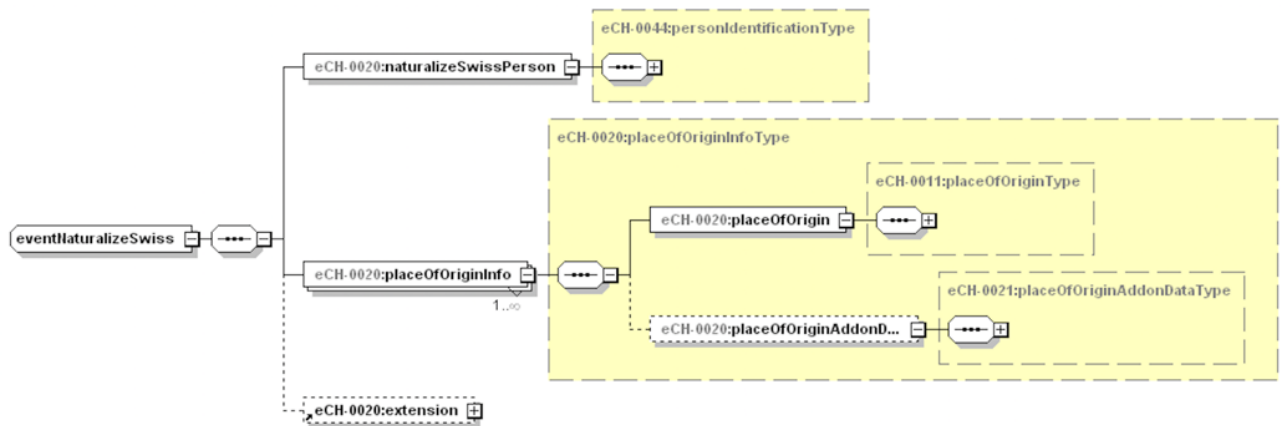 eCH-0044:personIdentificationType
eCH-0020:naturalizeSwissPerson
eCH-0020:placeOfOriginInfoType
eCH-0011:placeOfOriginType
eCH-0020:placeOfOrigin
eventNaturalizeSwiss
eCH-0020:placeOfOriginInfo
1..∞
eCH-0021:placeOfOriginAddonDataType
eCH-0020:placeOfOriginAddonD...
eCH-0020:extension